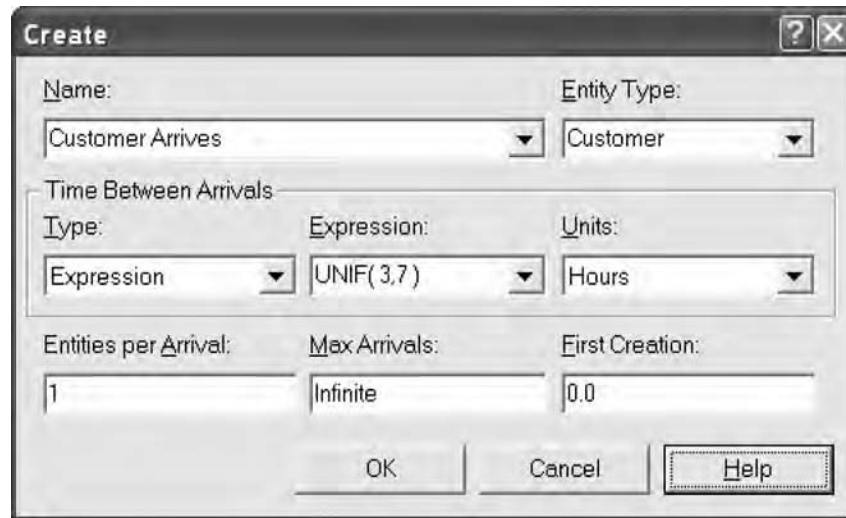 Create
Name: Entity Type:
Customer Arrives Customer
Time Between Arrivals
Type: Expression: Units:
Expression UNIF( 3,7 ) Hours
Entities per Arrival: Max Arrivals: First Creation:
1 Infinite 0.0
OK Cancel Help